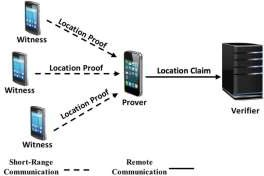 Location Proof
Witness
Location Proof
Location Claim
Witness
Prover
Location Proof
Verifier
Witness
Short-Range
Communication
Remote
Communication